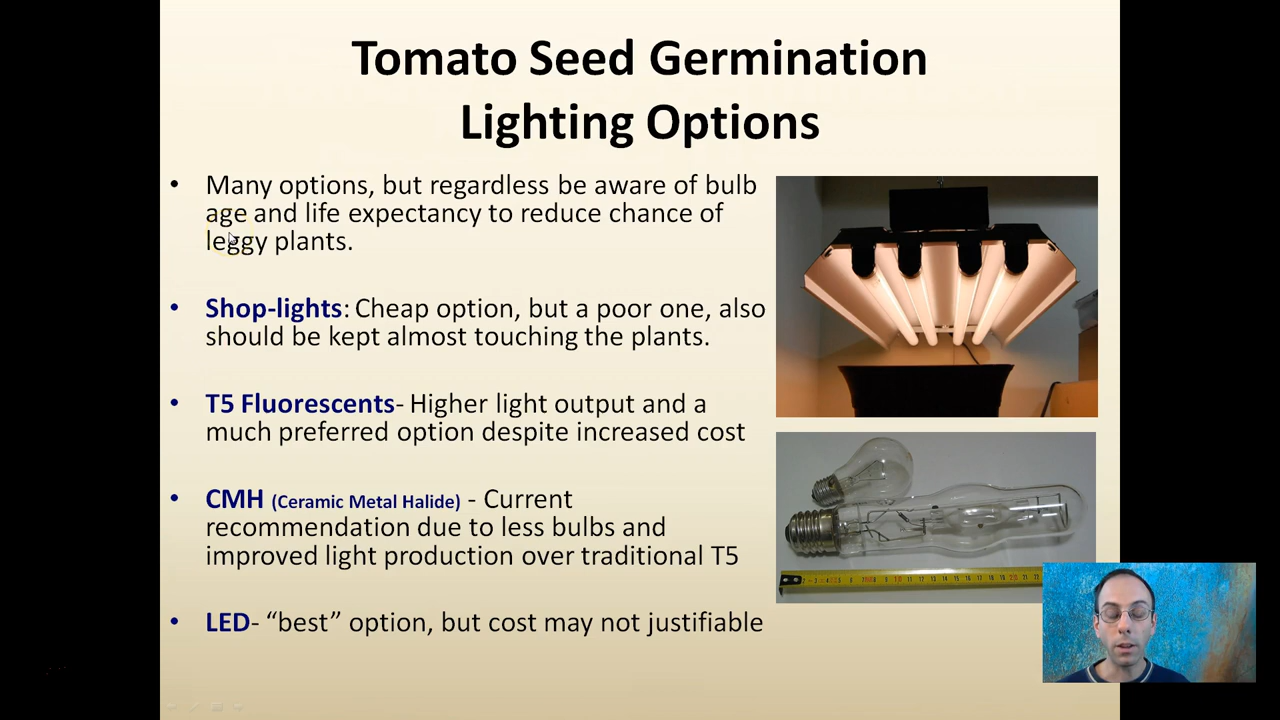 Tomato Seed Germination
Lighting Options
• Many options, but regardless be aware of bulb
age and life expectancy to reduce chance of
leggy plants.
• Shop-lights: Cheap option, but a poor one, also
should be kept almost touching the plants.
• T5 Fluorescents- Higher light output and a
much preferred option despite increased cost
• CMH (Ceramic Metal Halide) - Current
recommendation due to less bulbs and
improved light production over traditional T5
• LED- “best” option, but cost may not justifiable